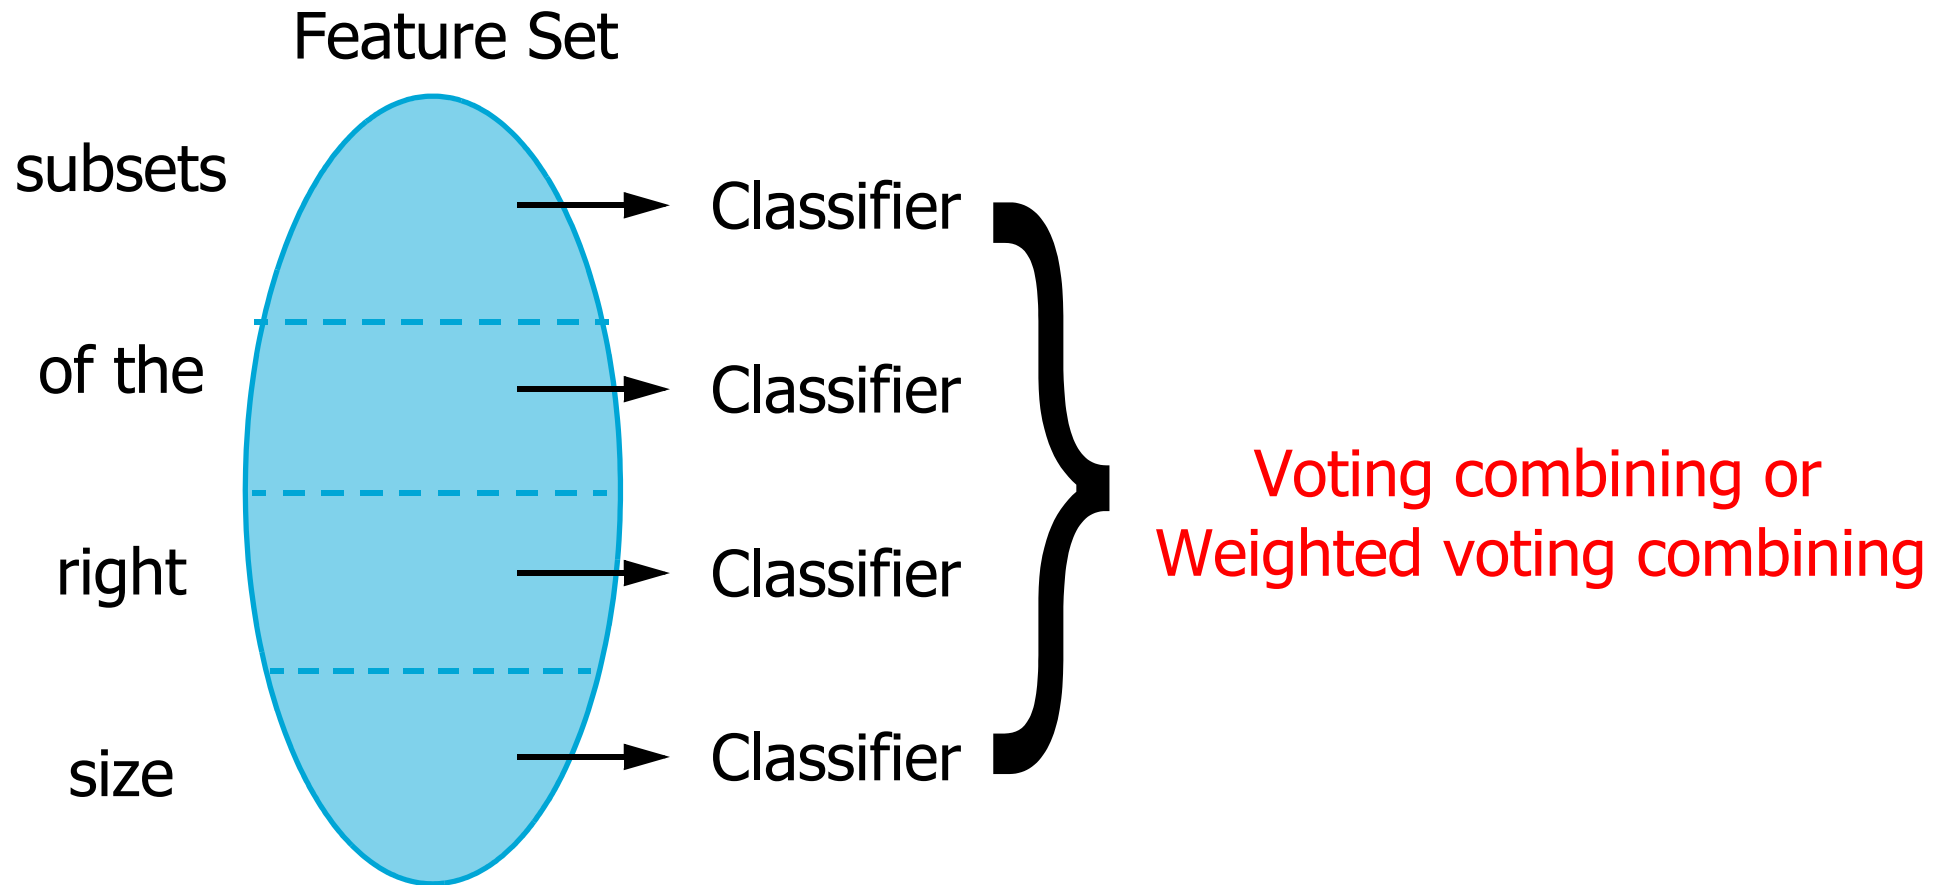 Feature Set
subsets
of the
right
size
Classifier
Classifier
Classifier
Classifier
Voting combining or
Weighted voting combining